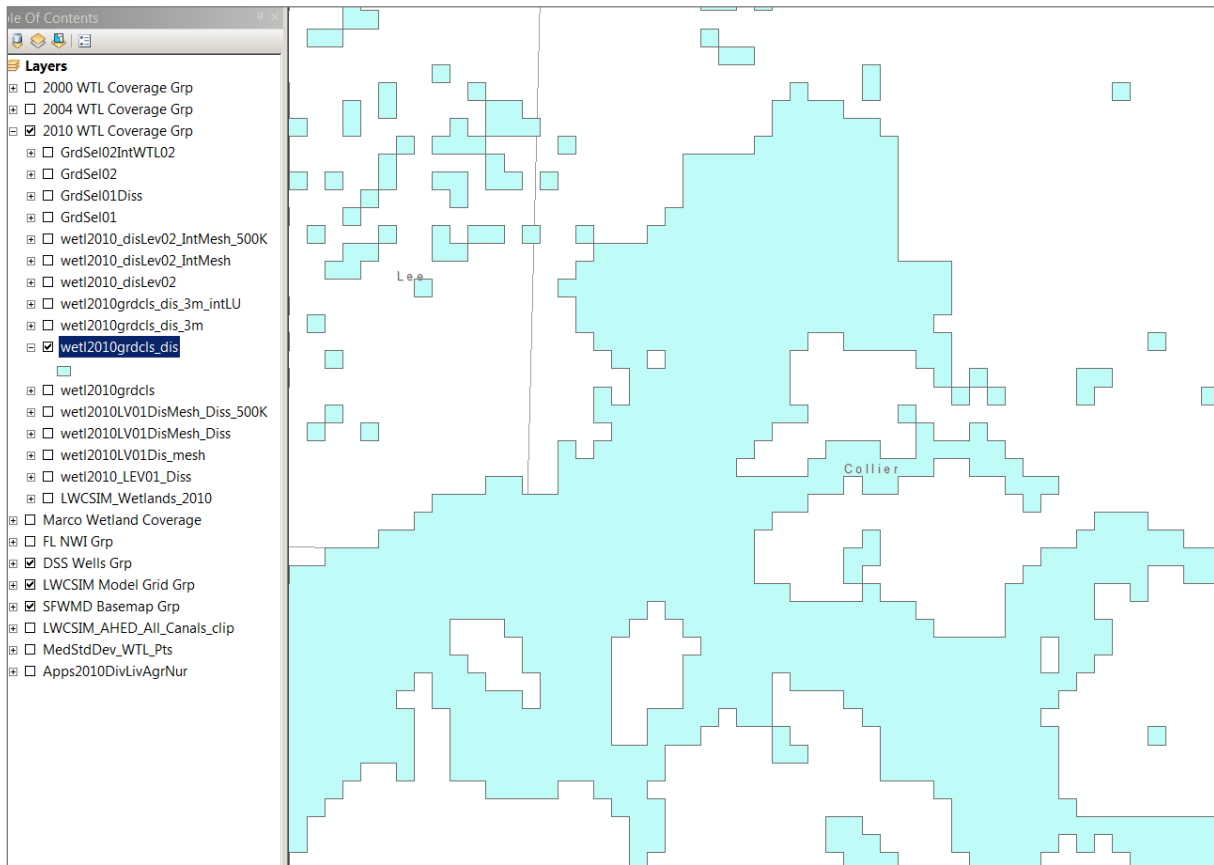 le Of Contents
Layers
2000 WTL Coverage Grp
2004 WTL Coverage Grp
2010 WTL Coverage Grp
GrdSel02IntWTL02
GrdSel02
GrdSel01Diss
GrdSel01
wetl2010_disLev02_IntMesh_500K
wetl2010_disLev02_IntMesh
wetl2010_disLev02
wetl2010grdcls_dis_3m_intLU
wetl2010grdcls_dis_3m
wetl2010grdcls_dis
wetl2010grdcls
wetl2010LV01DisMesh_Diss_500K
wetl2010LV01DisMesh_Diss
wetl2010LV01Dis_mesh
wetl2010_LEV01_Diss
LWCSIM_Wetlands_2010
Marco Wetland Coverage
FL NWI Grp
DSS Wells Grp
LWCSIM Model Grid Grp
SFWMD Basemap Grp
LWCSIM_AHED_All_Canals_clip
MedStdDev_WTL_Pts
Apps2010DivLivAgrNur
Lee
Collier